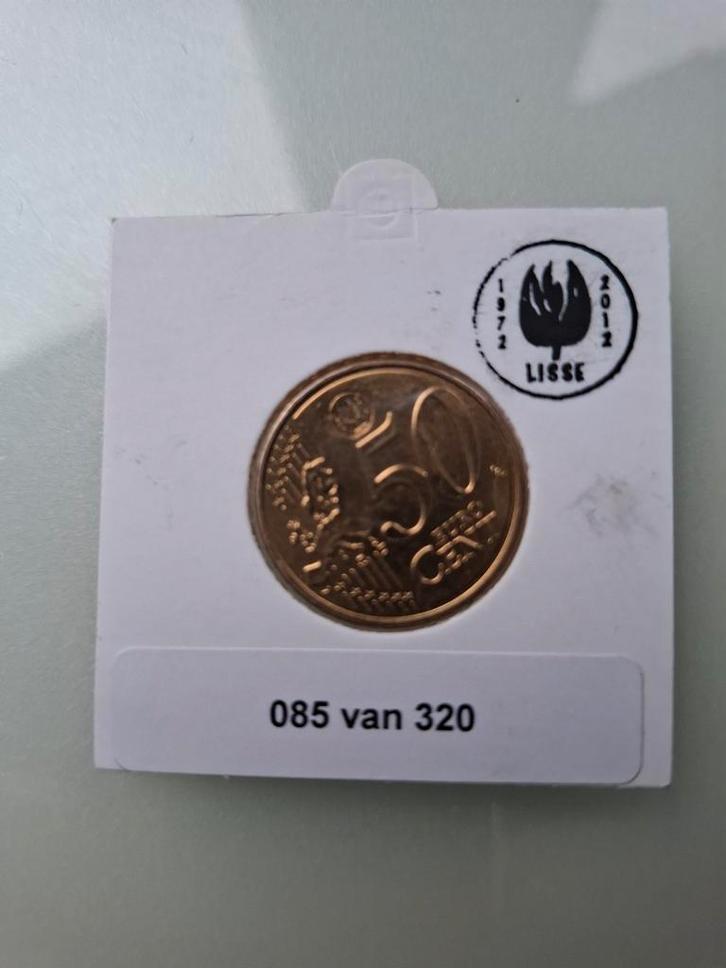 1972
2012
LISSE
50
EURO
CENT
085 van 320